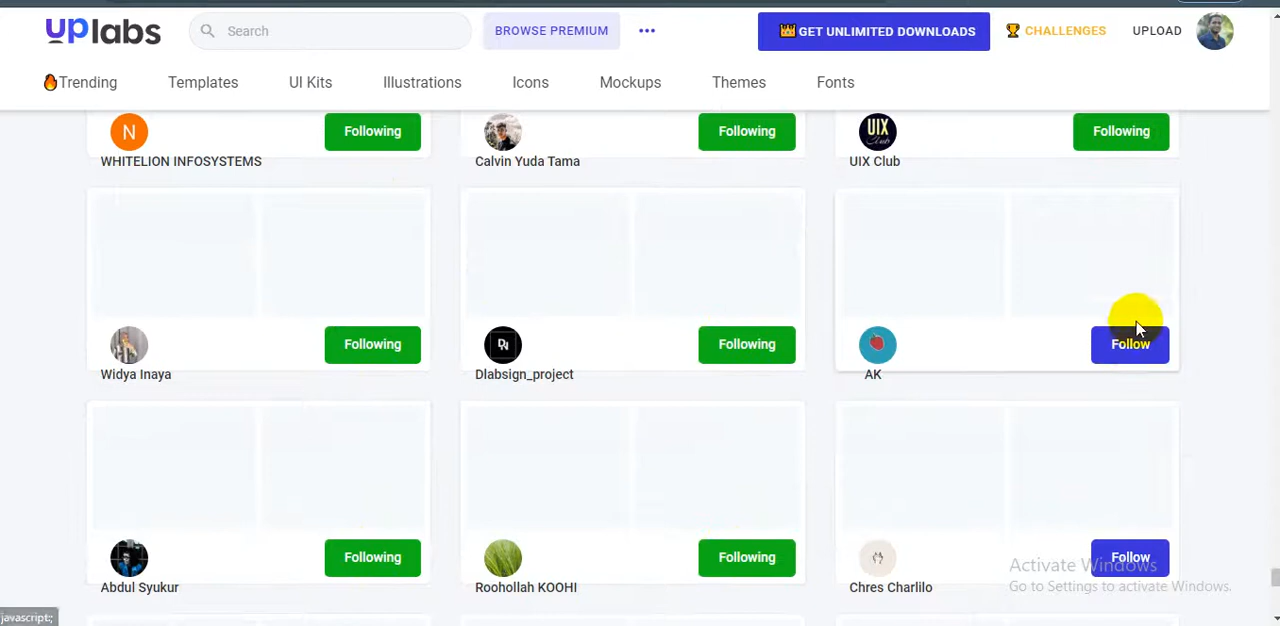 uplabs Search BROWSE PREMIUM ••• GET UNLIMITED DOWNLOADS CHALLENGES UPLOAD
Trending Templates UI Kits Illustrations Icons Mockups Themes Fonts
N Following Following UIX Club Following
WHITELION INFOSYSTEMS Calvin Yuda Tama UIX Club
Following DN Following Follow
Widya Inaya Dlabsign_project AK
Following Following Follow
Abdul Syukur Roohollah KOOHI Chres Charlilo
Activate Windows
Go to Settings to activate Windows.
javascript:;